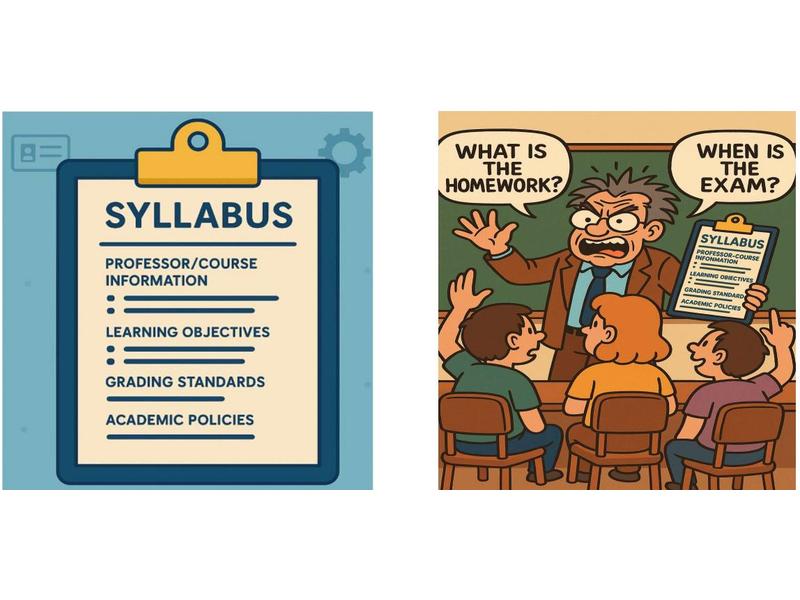 SYLLABUS
PROFESSOR/COURSE
INFORMATION
LEARNING OBJECTIVES
GRADING STANDARDS
ACADEMIC POLICIES
WHAT IS
THE
HOMEWORK?
WHEN IS
THE
EXAM?
SYLLABUS
PROFESSOR-COURSE
INFORMATION
LEARNING OBJECTIVES
GRADING STANDARDS
ACADEMIC POLICIES